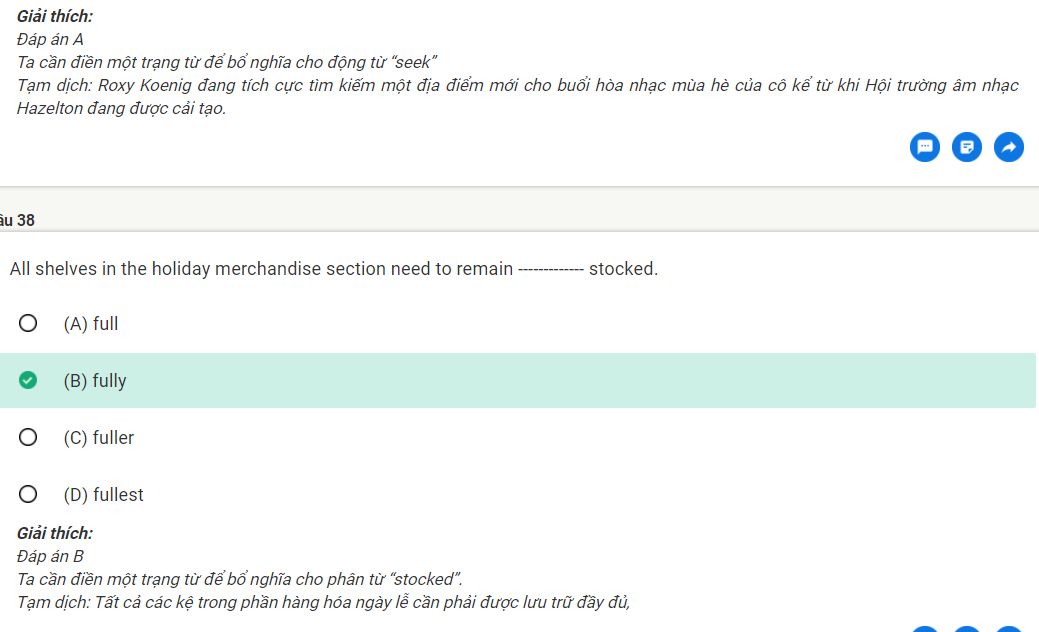 Giải thích:
Đáp án A
Ta cần điền một trạng từ để bổ nghĩa cho động từ “seek”
Tạm dịch: Roxy Koenig đang tích cực tìm kiếm một địa điểm mới cho buổi hòa nhạc mùa hè của cô kể từ khi Hội trường âm nhạc
Hazelton đang được cải tạo.
âu 38
All shelves in the holiday merchandise section need to remain ------------- stocked.
(A) full
(B) fully
(C) fuller
(D) fullest
Giải thích:
Đáp án B
Ta cần điền một trạng từ để bổ nghĩa cho phân từ “stocked”.
Tạm dịch: Tất cả các kệ trong phần hàng hóa ngày lễ cần phải được lưu trữ đầy đủ,